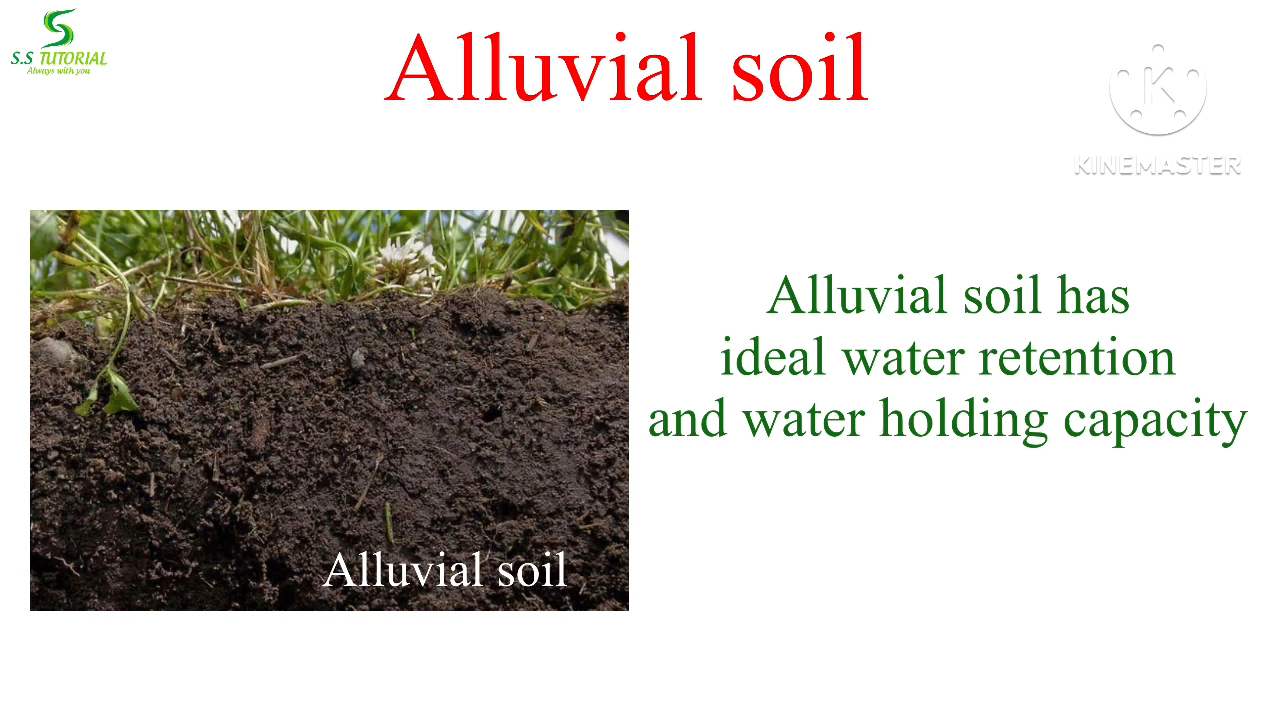 S.S TUTORIAL
Always with you
Alluvial soil
K
KINEMASTER
Alluvial soil has
ideal water retention
and water holding capacity
Alluvial soil